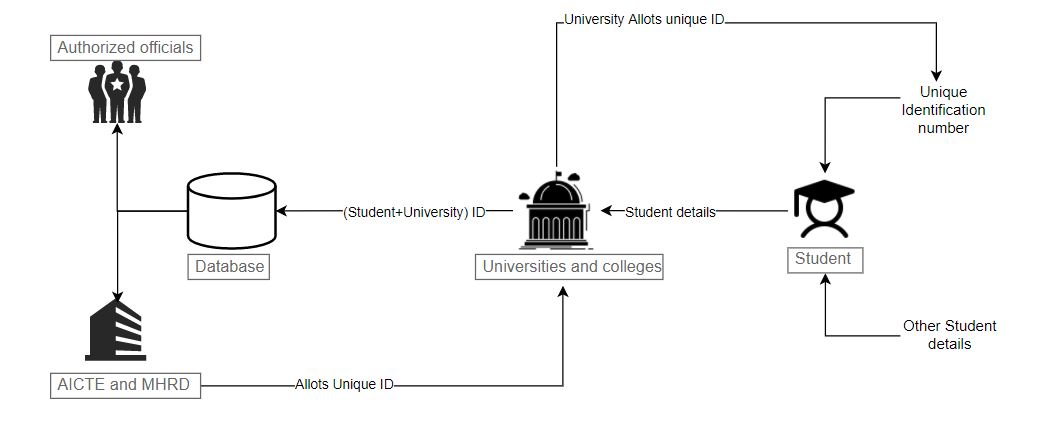 University Allots unique ID
Authorized officials
Unique
Identification
number
(Student+University) ID
Student details
Database
Universities and colleges
Student
Other Student
details
AICTE and MHRD
Allots Unique ID